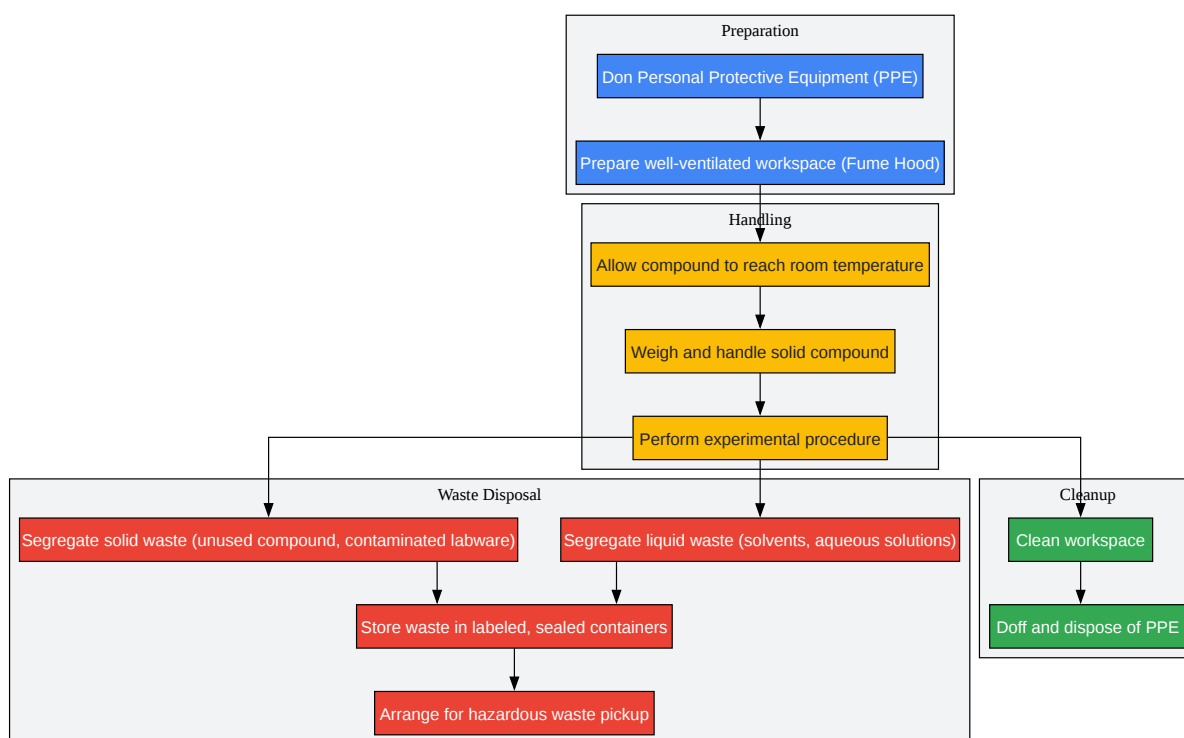 Preparation
Don Personal Protective Equipment (PPE)
Prepare well-ventilated workspace (Fume Hood)
Handling
Allow compound to reach room temperature
Weigh and handle solid compound
Perform experimental procedure
Waste Disposal
Segregate solid waste (unused compound, contaminated labware)
Segregate liquid waste (solvents, aqueous solutions)
Store waste in labeled, sealed containers
Arrange for hazardous waste pickup
Cleanup
Clean workspace
Doff and dispose of PPE